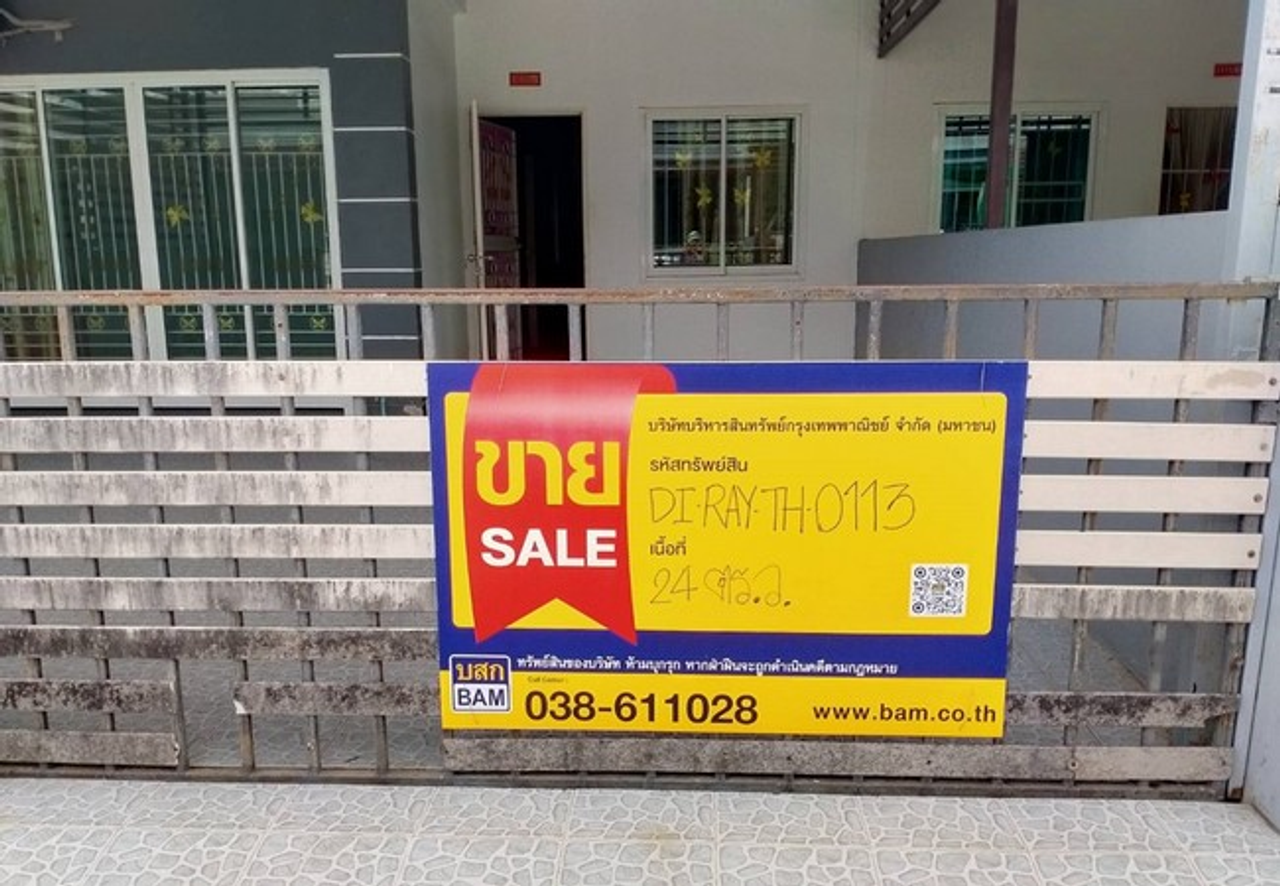 บริษัทบริหารสินทรัพย์กรุงเทพพาณิชย์ จำกัด (มหาชน)
ขาย
SALE
รหัสทรัพย์สิน
DI-RAY-TH-0113
เนื้อที่
24 ตร.ว.
ทรัพย์สินของบริษัท ห้ามบุกรุก หากฝ่าฝืนจะถูกดำเนินคดีตามกฎหมาย
บสก
BAM
Call Center :
038-611028
www.bam.co.th